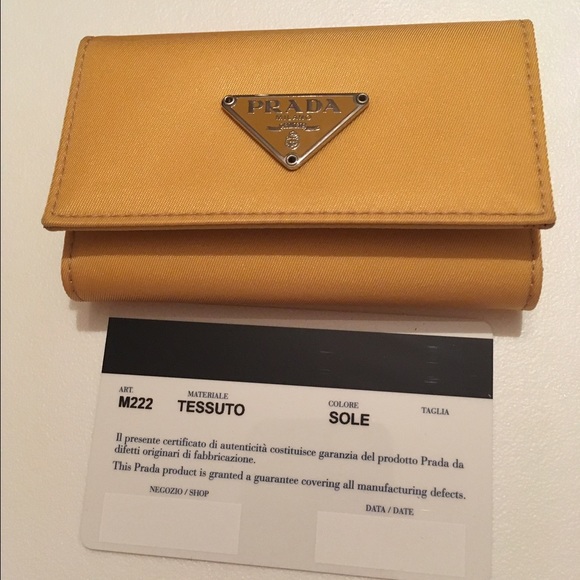 PRADA
MILANO
ART.
M222
MATERIALE
TESSUTO
COLORE
SOLE
TAGLIA
Il presente certificato di autenticità costituisce garanzia del prodotto Prada da
difetti originari di fabbricazione.
This Prada product is granted a guarantee covering all manufacturing defects.
NEGOZIO / SHOP
DATA / DATE